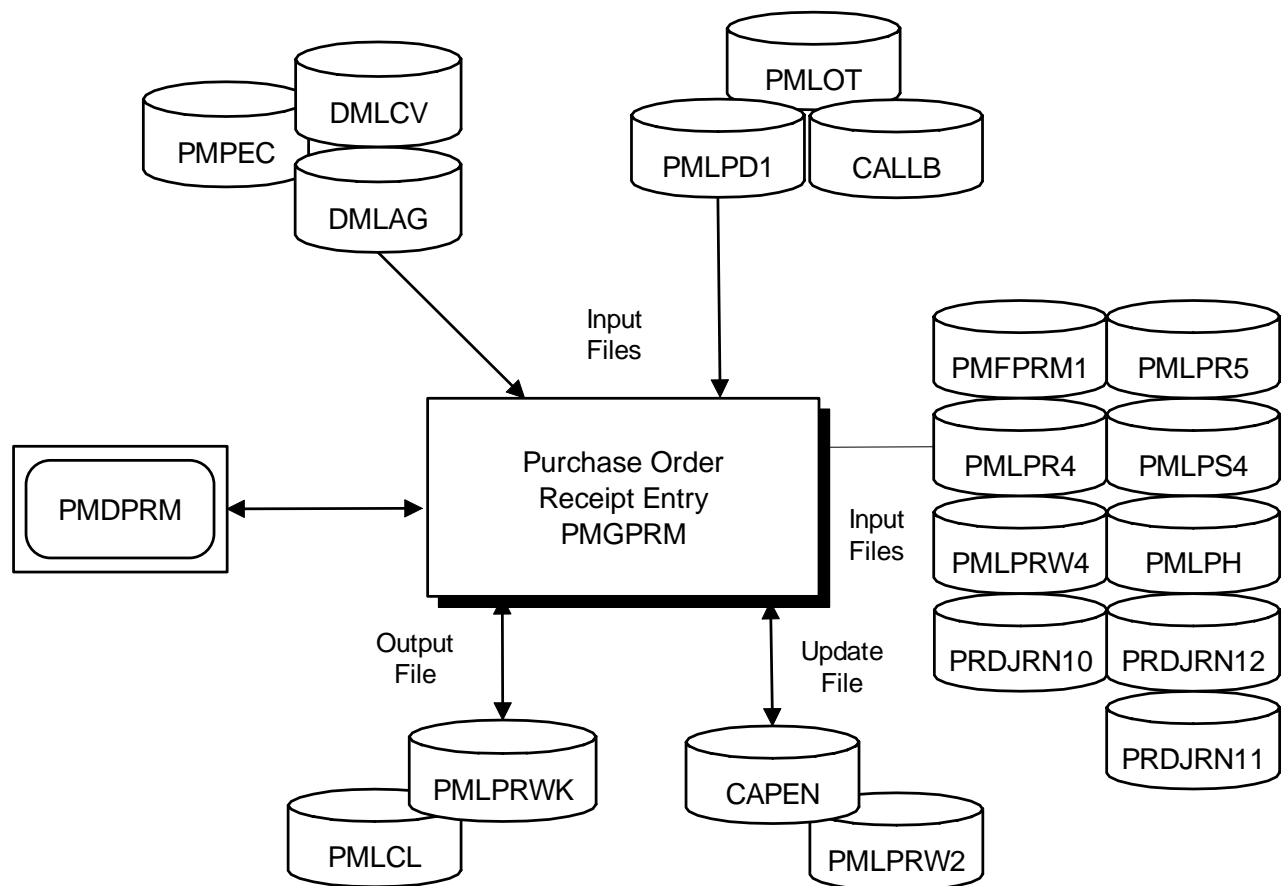 PMPEC
DMLCV
DMLAG
PMLOT
PMLPD1
CALLB
Input
Files
PMFPRM1
PMLPR5
PMLPR4
PMLPS4
PMLPRW4
PMLPH
PRDJRN10
PRDJRN12
PRDJRN11
Input
Files
PMDPRM
Purchase Order
Receipt Entry
PMGPRM
Output
File
Update
File
PMLPRWK
PMLCL
CAPEN
PMLPRW2